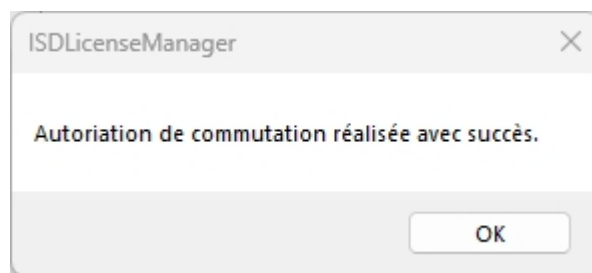 ISDLicenseManager
Autoriation de commutation réalisée avec succès.
OK